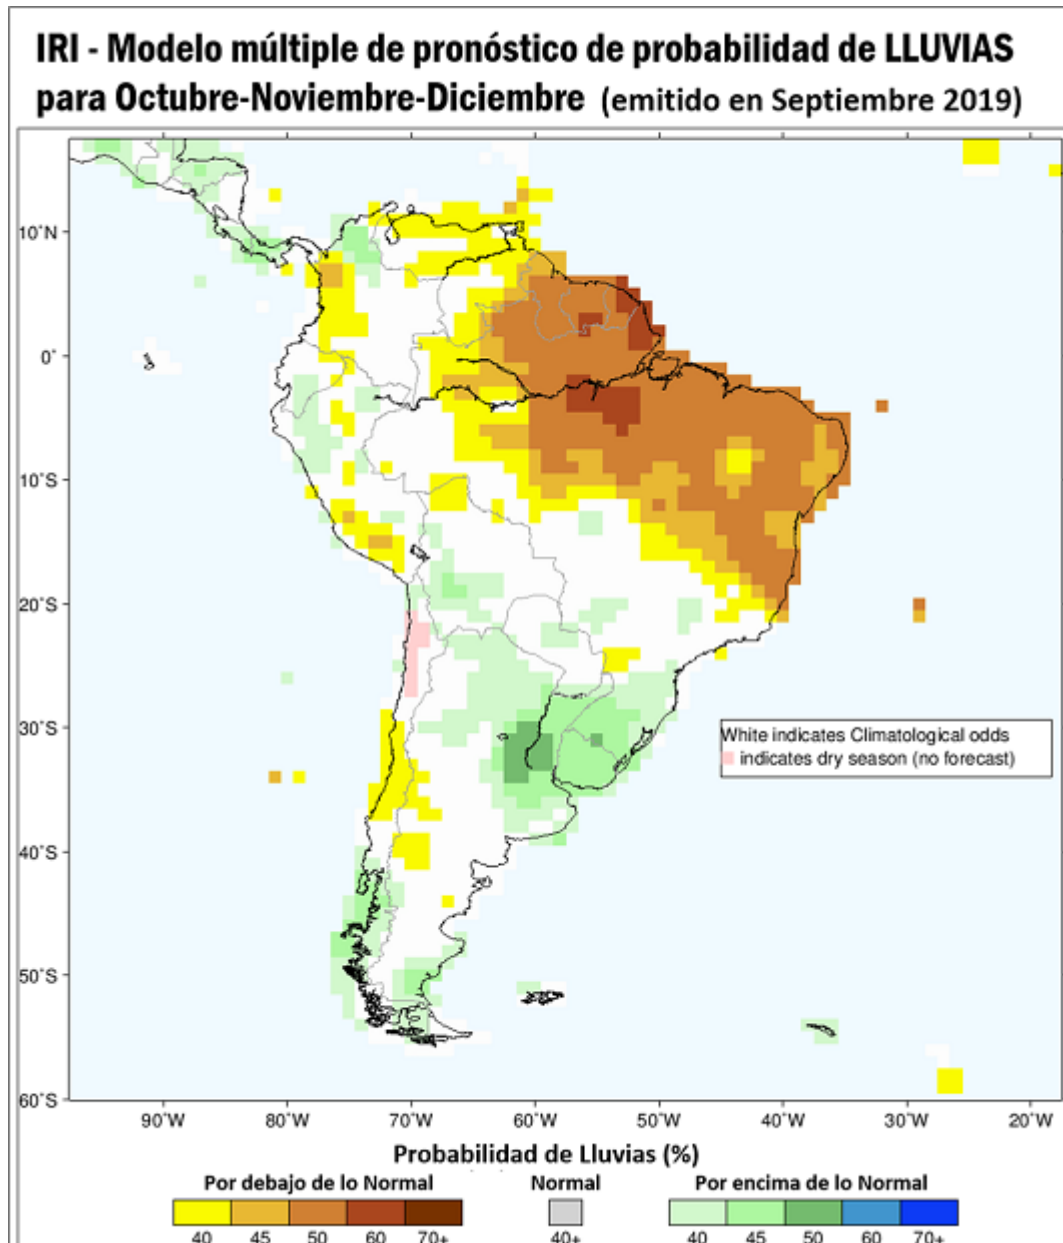 IRI - Modelo múltiple de pronóstico de probabilidad de LLUVIAS
para Octubre-Noviembre-Diciembre (emitido en Septiembre 2019)
10˚N
0˚
10˚S
20˚S
30˚S
40˚S
50˚S
60˚S
White indicates Climatological odds
indicates dry season (no forecast)
90˚W 80˚W 70˚W 60˚W 50˚W 40˚W 30˚W 20˚W
Probabilidad de Lluvias (%)
Por debajo de lo Normal Normal Por encima de lo Normal
40 45 50 60 70+ 40+ 40 45 50 60 70+